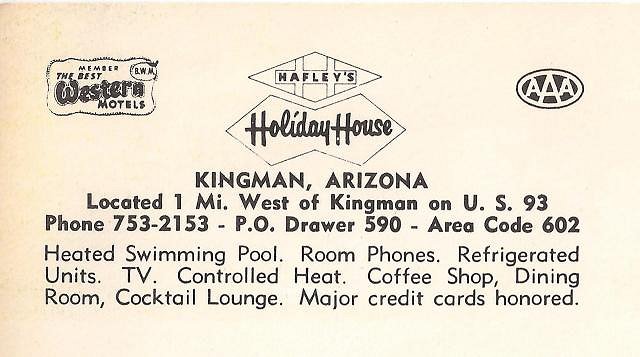 MEMBER
THE BEST
B.W.M.
Western
MOTELS
HAFLEY'S
Holiday House
AAA
KINGMAN, ARIZONA
Located 1 Mi. West of Kingman on U. S. 93
Phone 753-2153 - P.O. Drawer 590 - Area Code 602
Heated Swimming Pool. Room Phones. Refrigerated
Units. TV. Controlled Heat. Coffee Shop, Dining
Room, Cocktail Lounge. Major credit cards honored.